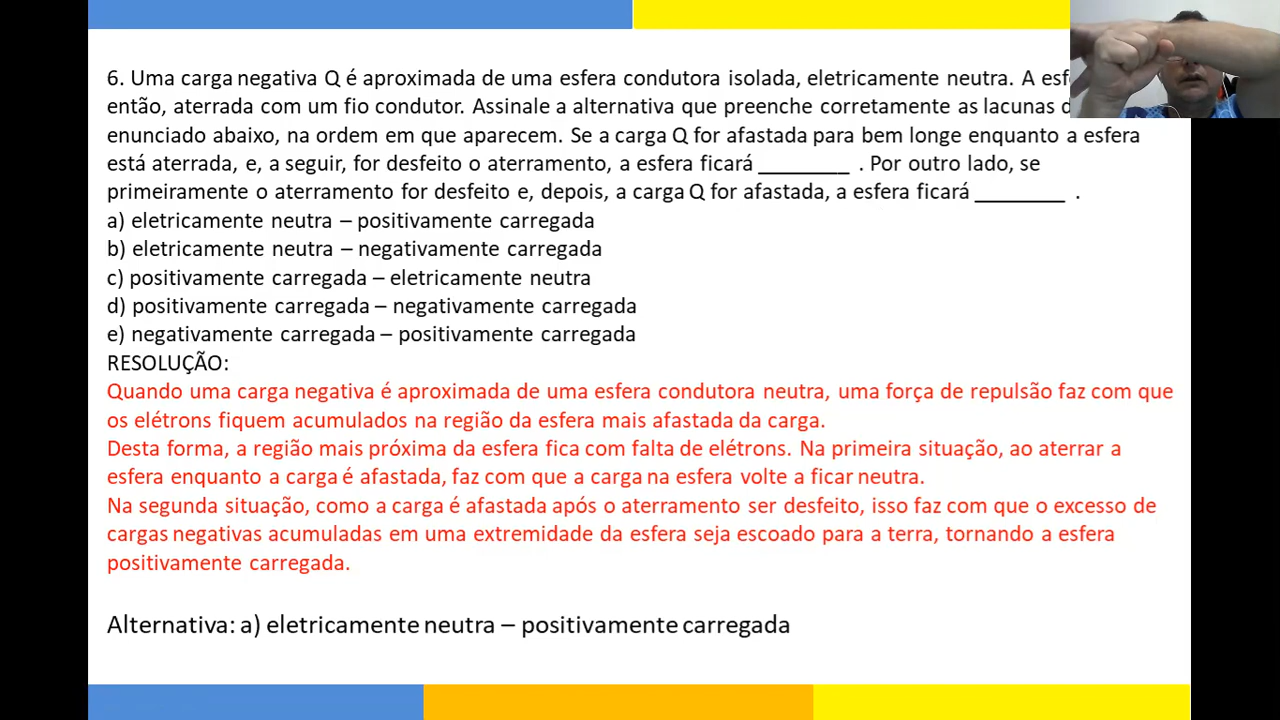 6. Uma carga negativa Q é aproximada de uma esfera condutora isolada, eletricamente neutra. A
então, aterrada com um fio condutor. Assinale a alternativa que preenche corretamente as lacunas
enunciado abaixo, na ordem em que aparecem. Se a carga Q for afastada para bem longe enquanto a esfera
está aterrada, e, a seguir, for desfeito o aterramento, a esfera ficará ________ . Por outro lado, se
primeiramente o aterramento for desfeito e, depois, a carga Q for afastada, a esfera ficará ________ .
a) eletricamente neutra – positivamente carregada
b) eletricamente neutra – negativamente carregada
c) positivamente carregada – eletricamente neutra
d) positivamente carregada – negativamente carregada
e) negativamente carregada – positivamente carregada
RESOLUÇÃO:
Quando uma carga negativa é aproximada de uma esfera condutora neutra, uma força de repulsão faz com que
os elétrons fiquem acumulados na região da esfera mais afastada da carga.
Desta forma, a região mais próxima da esfera fica com falta de elétrons. Na primeira situação, ao aterrar a
esfera enquanto a carga é afastada, faz com que a carga na esfera volte a ficar neutra.
Na segunda situação, como a carga é afastada após o aterramento ser desfeito, isso faz com que o excesso de
cargas negativas acumuladas em uma extremidade da esfera seja escoado para a terra, tornando a esfera
positivamente carregada.
Alternativa: a) eletricamente neutra – positivamente carregada